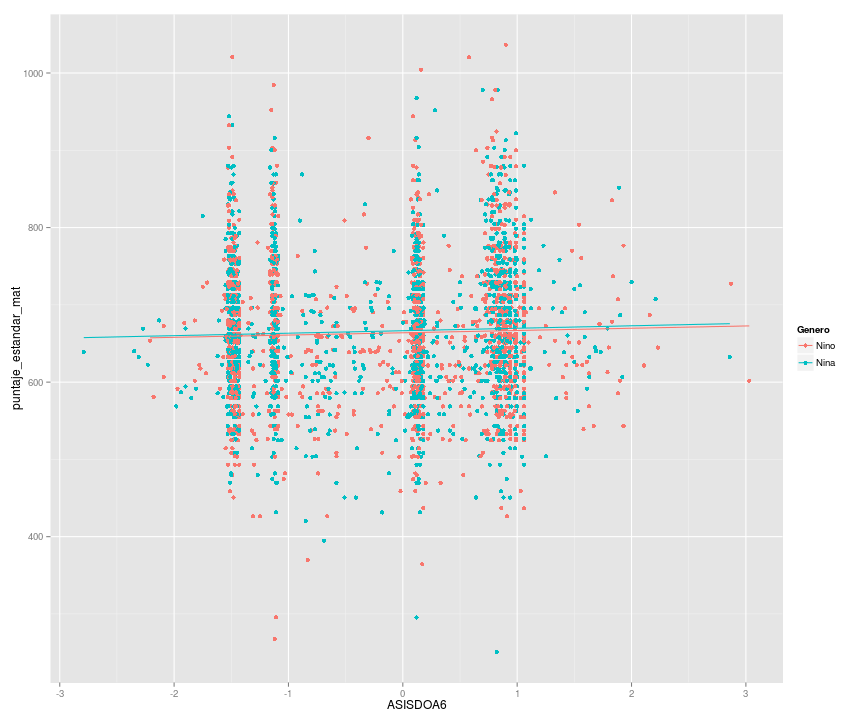 1000
800
600
400
puntaje_estandar_mat
-3
-2
-1
0
1
2
3
ASISDOA6
Genero
Nino
Nina